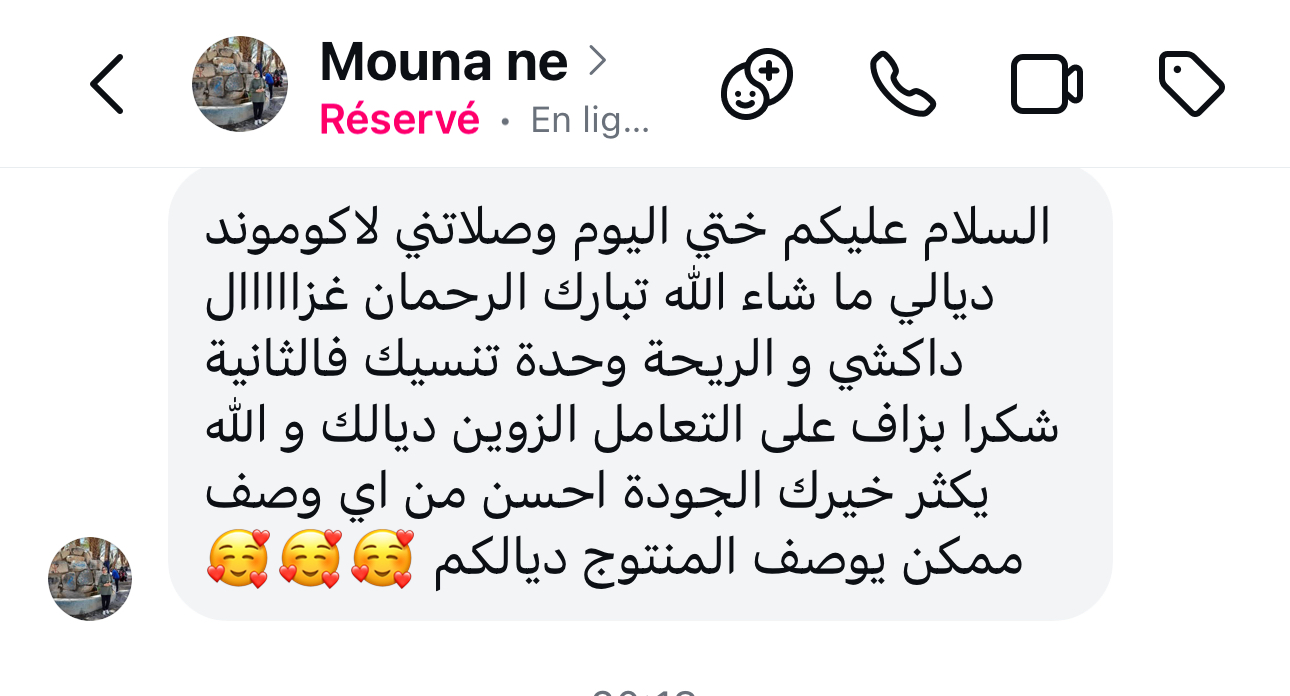 Mouna ne
Réservé · En lig...
السلام عليكم ختي اليوم وصلاتني لاكوموند
ديالي ما شاء الله تبارك الرحمان غزاااااال
داكشي و الريحة وحدة تنسيك فالثانية
شكرا بزاف على التعامل الزوين ديالك و الله
يكثر خيرك الجودة احسن من اي وصف
ممكن يوصف المنتوج ديالكم 🥰🥰🥰